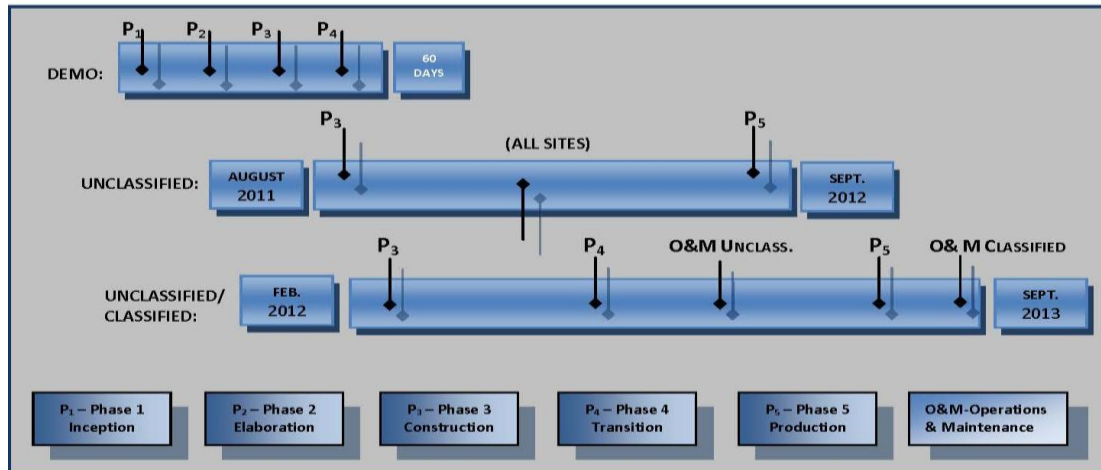 P₁ P₂ P₃ P₄
DEMO:
60
DAYS
P₃ (ALL SITES) P₅
UNCLASSIFIED:
AUGUST
2011
SEPT.
2012
P₃ P₄ O&M UNCLASS. P₅ O& M CLASSIFIED
UNCLASSIFIED/
CLASSIFIED:
FEB.
2012
SEPT.
2013
P₁ – Phase 1
Inception
P₂ – Phase 2
Elaboration
P₃ – Phase 3
Construction
P₄ – Phase 4
Transition
P₅ – Phase 5
Production
O&M-Operations
& Maintenance